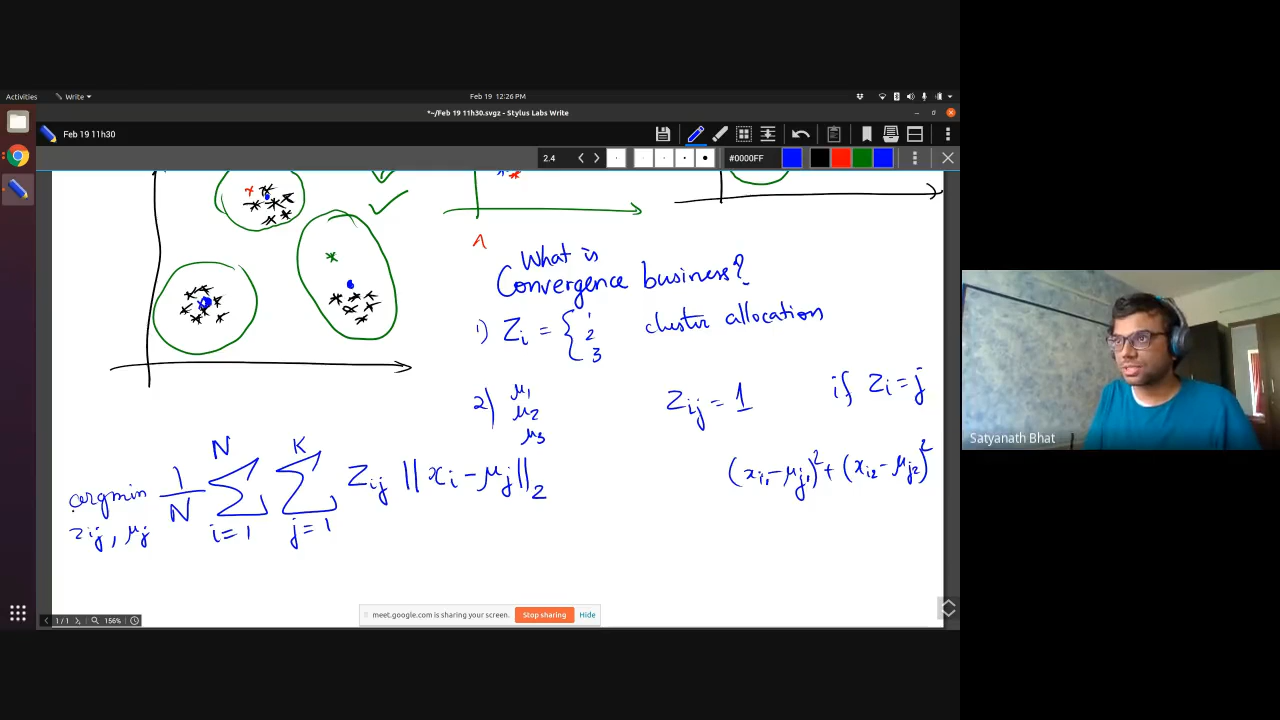 Activities Write Feb 19 12:26 PM
*~/Feb 19 11h30.svgz - Stylus Labs Write
Feb 19 11h30
2.4 #0000FF
A
What is
Convergence business?
1) Zi = { 1 2 3 cluster allocations
2) μ1 μ2 μ3
Zij = 1 if Zi = j
argmin zij, μj 1/N N Σ i=1 K Σ j=1 Zij ||xi - μj||2
(xi1 - μj1)² + (xi2 - μj2)²
Satyanath Bhat
meet.google.com is sharing your screen. Stop sharing Hide
1/1 156%